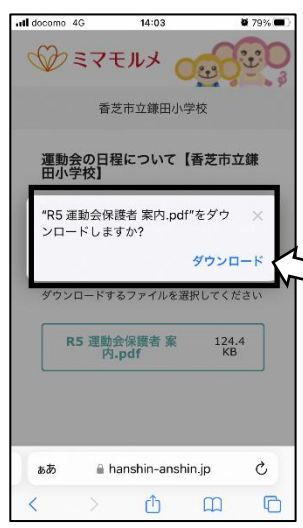 docomo 4G 14:03 79%
ミマモルメ
香芝市立鎌田小学校
運動会の日程について【香芝市立鎌
田小学校】
"R5 運動会保護者 案内.pdf"をダウ
ンロードしますか?
ダウンロード
ダウンロードするファイルを選択してください
R5 運動会保護者 案 124.4
内.pdf KB
ぁあ hanshin-anshin.jp